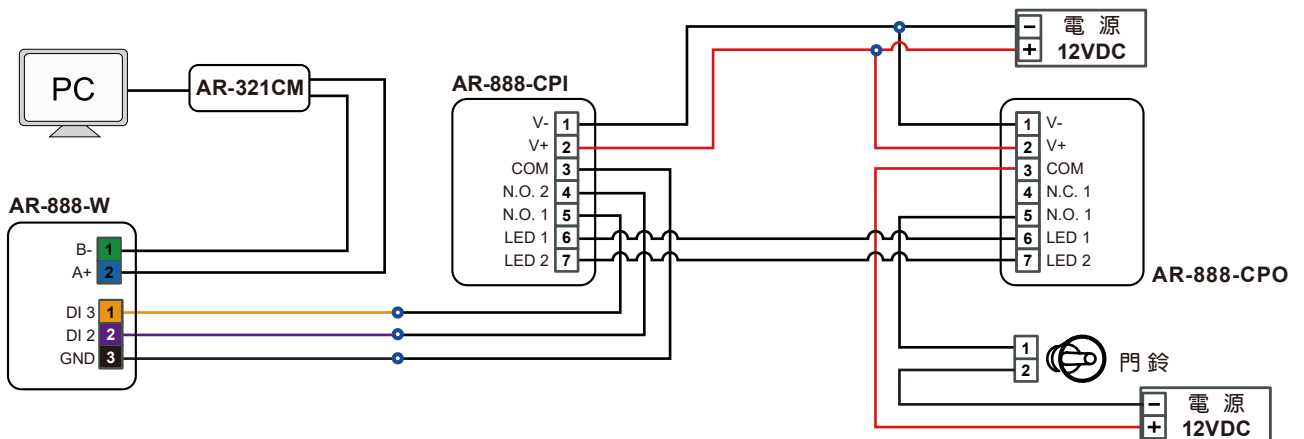 電 源
12VDC
PC
AR-321CM
AR-888-CPI
V- 1
V+ 2
COM 3
N.O. 2 4
N.O. 1 5
LED 1 6
LED 2 7
1 V-
2 V+
3 COM
4 N.C. 1
5 N.O. 1
6 LED 1
7 LED 2
AR-888-CPO
AR-888-W
B- 1
A+ 2
DI 3 1
DI 2 2
GND 3
1
2
門鈴
電 源
12VDC